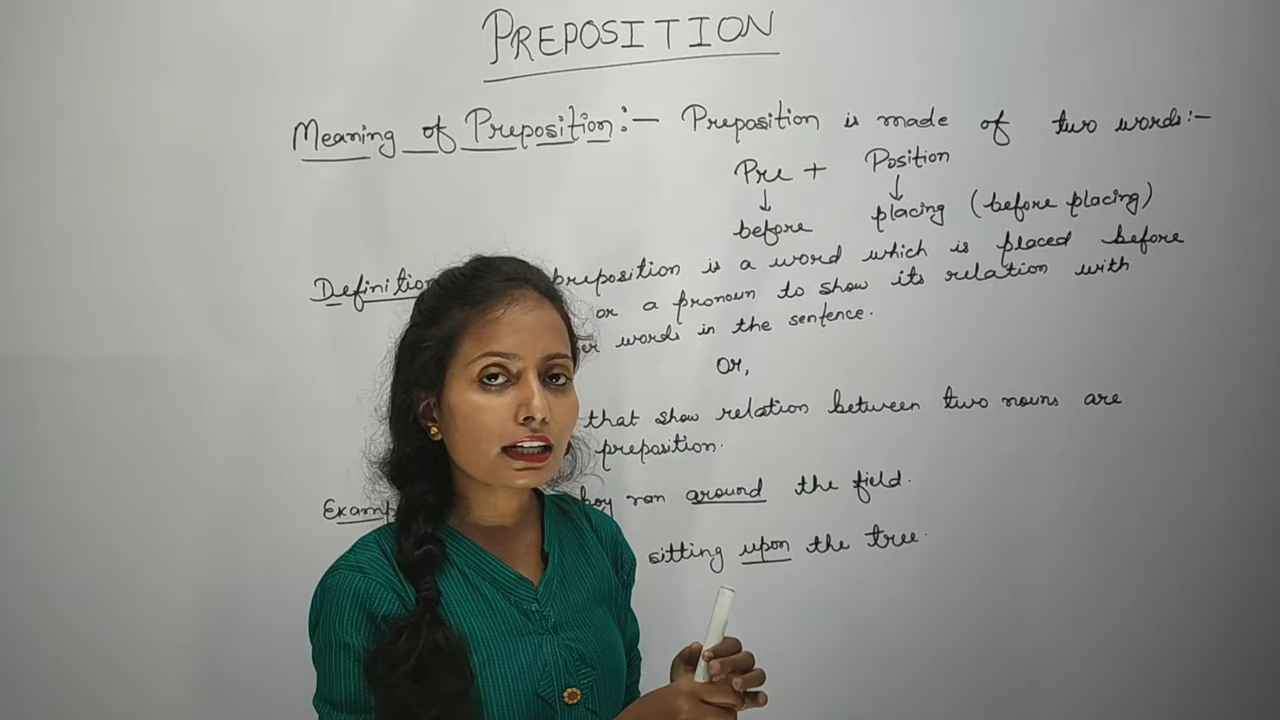 PREPOSITION
Meaning of Preposition:- Preposition is made of two words:-
Pre + Position
↓ ↓
before placing (before placing)
Definition preposition is a word which is placed before
or a pronoun to show its relation with
words in the sentence.
Or,
that show relation between two nouns are
preposition.
boy ran around the field.
sitting upon the tree.